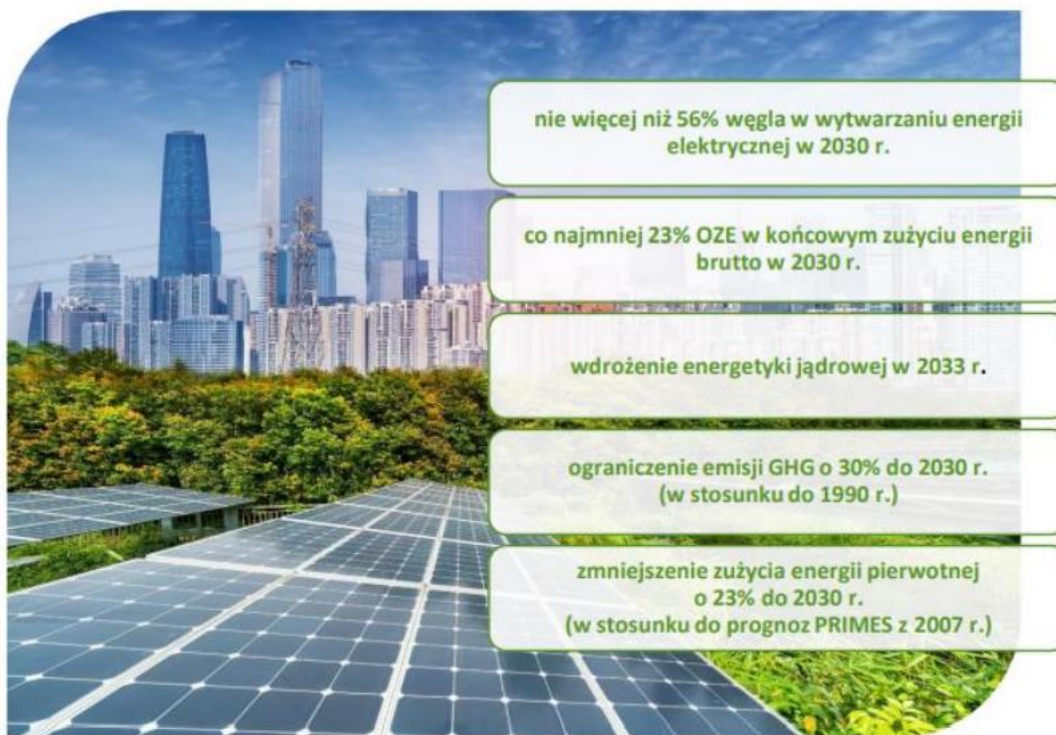 nie więcej niż 56% węgla w wytwarzaniu energii
elektrycznej w 2030 r.
co najmniej 23% OZE w końcowym zużyciu energii
brutto w 2030 r.
wdrożenie energetyki jądrowej w 2033 r.
ograniczenie emisji GHG o 30% do 2030 r.
(w stosunku do 1990 r.)
zmniejszenie zużycia energii pierwotnej
o 23% do 2030 r.
(w stosunku do prognoz PRIMES z 2007 r.)